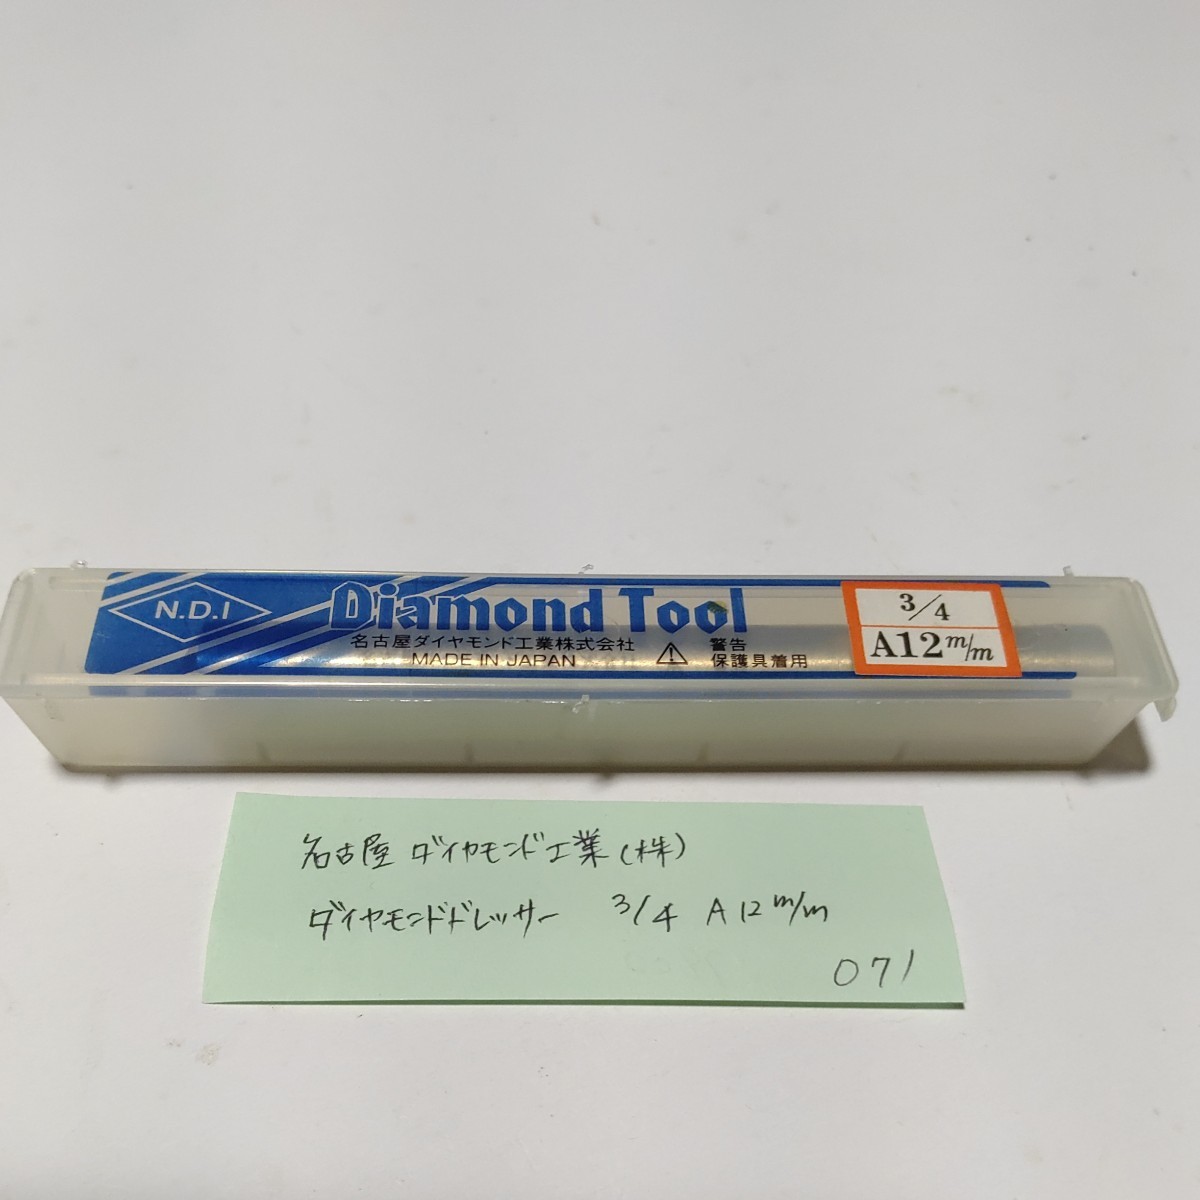 N.D.I
Diamond Tool
名古屋ダイヤモンド工業株式会社
MADE IN JAPAN
警告
保護具着用
3/4
A12 m/m
名古屋ダイヤモンド工業(株)
ダイヤモンドドレッサー 3/4 A12 m/m
071